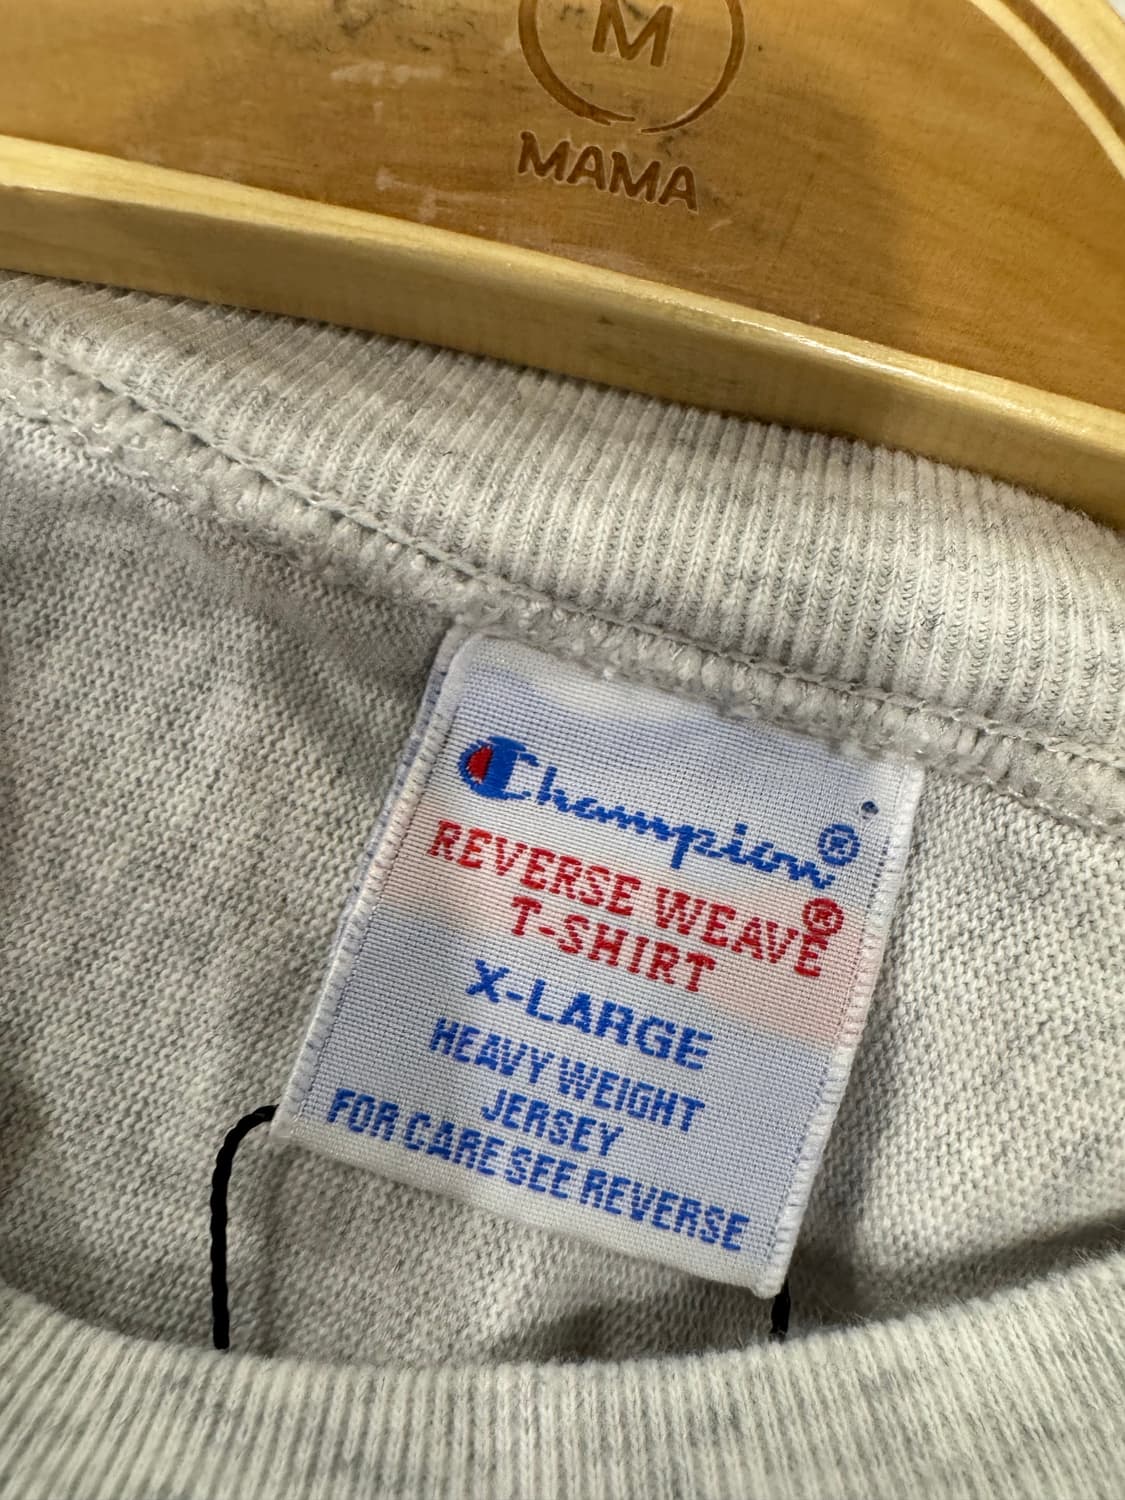 M
MAMA
Champion®
REVERSE WEAVE®
T-SHIRT
X-LARGE
HEAVY WEIGHT
JERSEY
FOR CARE SEE REVERSE